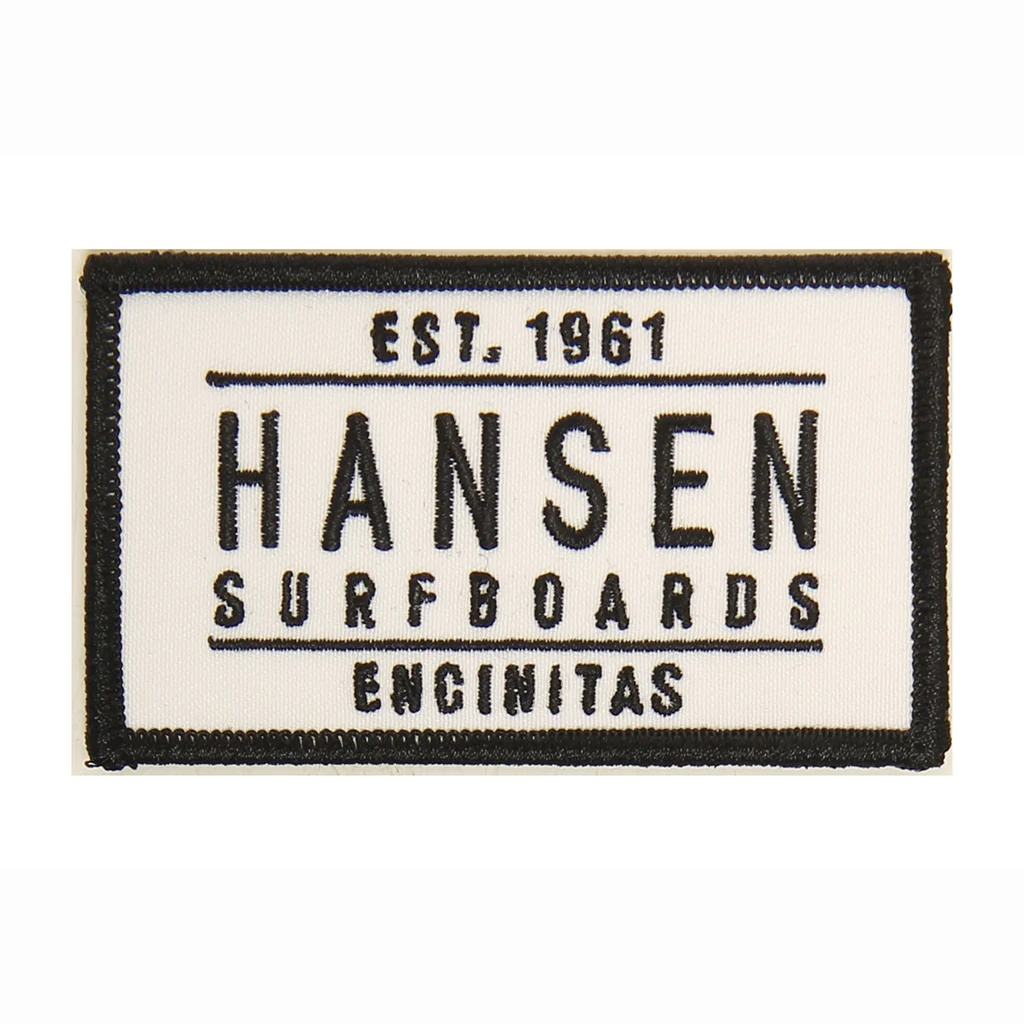 EST. 1961
HANSEN
SURFBOARDS
ENCINITAS